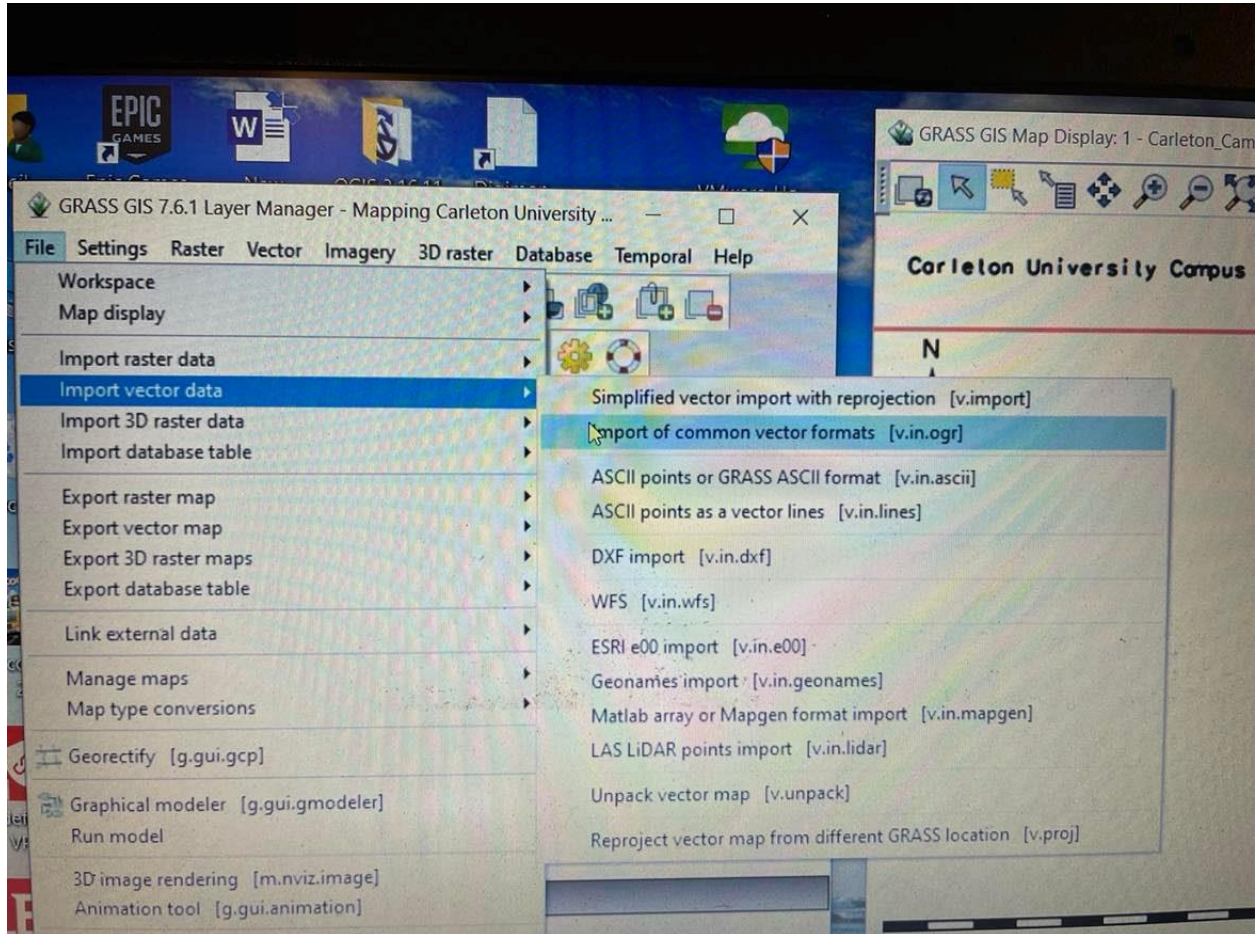 EPIC
GAMES
W
GRASS GIS Map Display: 1 - Carleton_Cam
GRASS GIS 7.6.1 Layer Manager - Mapping Carleton University ...
File Settings Raster Vector Imagery 3D raster Database Temporal Help
Carleton University Campus
N
Workspace
Map display
Import raster data
Import vector data
Import 3D raster data
Import database table
Export raster map
Export vector map
Export 3D raster maps
Export database table
Link external data
Manage maps
Map type conversions
Georectify [g.gui.gcp]
Graphical modeler [g.gui.gmodeler]
Run model
3D image rendering [m.nviz.image]
Animation tool [g.gui.animation]
Simplified vector import with reprojection [v.import]
Import of common vector formats [v.in.ogr]
ASCII points or GRASS ASCII format [v.in.ascii]
ASCII points as a vector lines [v.in.lines]
DXF import [v.in.dxf]
WFS [v.in.wfs]
ESRI e00 import [v.in.e00]
Geonames import [v.in.geonames]
Matlab array or Mapgen format import [v.in.mapgen]
LAS LiDAR points import [v.in.lidar]
Unpack vector map [v.unpack]
Reproject vector map from different GRASS location [v.proj]